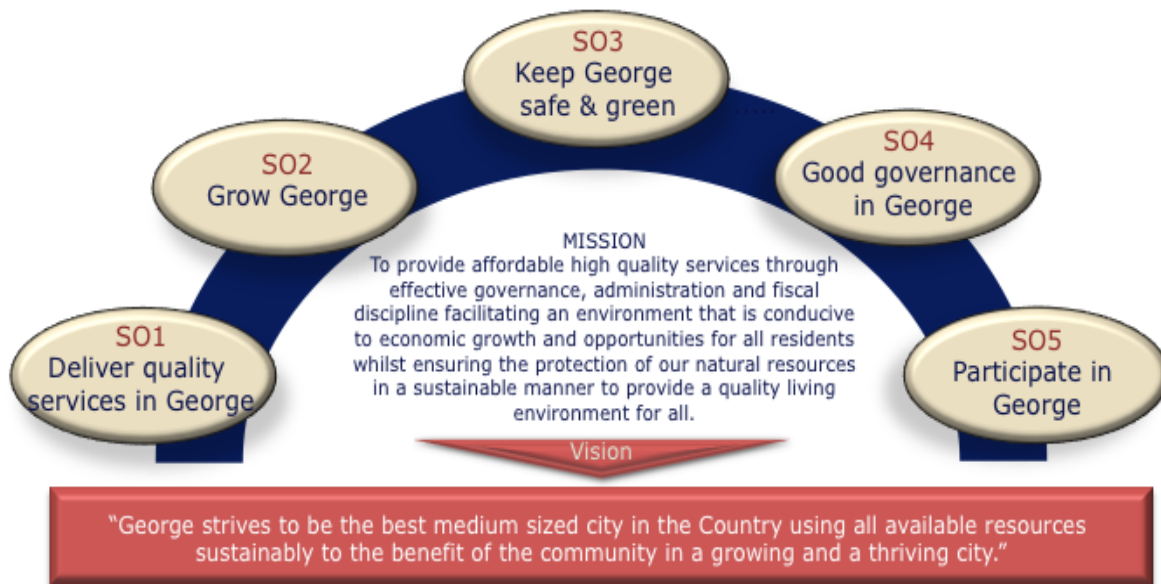 SO3
Keep George
safe & green
SO2
Grow George
SO4
Good governance
in George
SO1
Deliver quality
services in George
SO5
Participate in
George
MISSION
To provide affordable high quality services through
effective governance, administration and fiscal
discipline facilitating an environment that is conducive
to economic growth and opportunities for all residents
whilst ensuring the protection of our natural resources
in a sustainable manner to provide a quality living
environment for all.
Vision
“George strives to be the best medium sized city in the Country using all available resources
sustainably to the benefit of the community in a growing and a thriving city.”